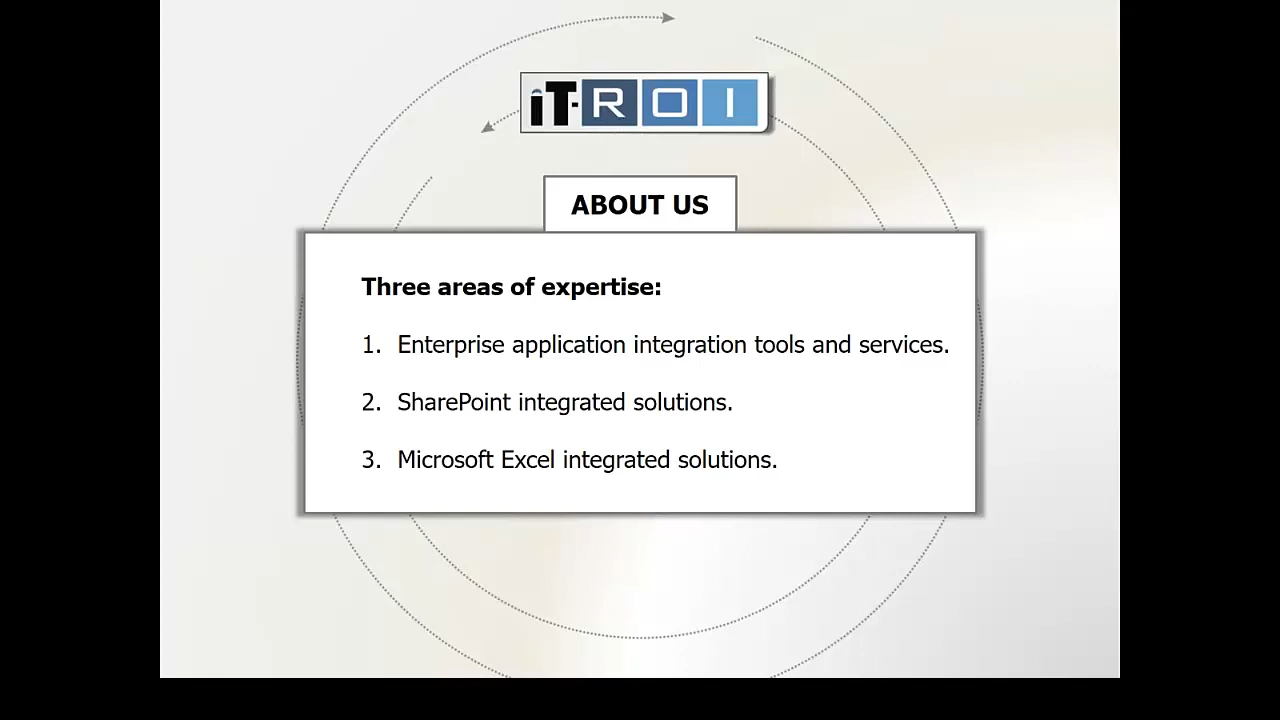 iT-ROI
ABOUT US
Three areas of expertise:
1. Enterprise application integration tools and services.
2. SharePoint integrated solutions.
3. Microsoft Excel integrated solutions.